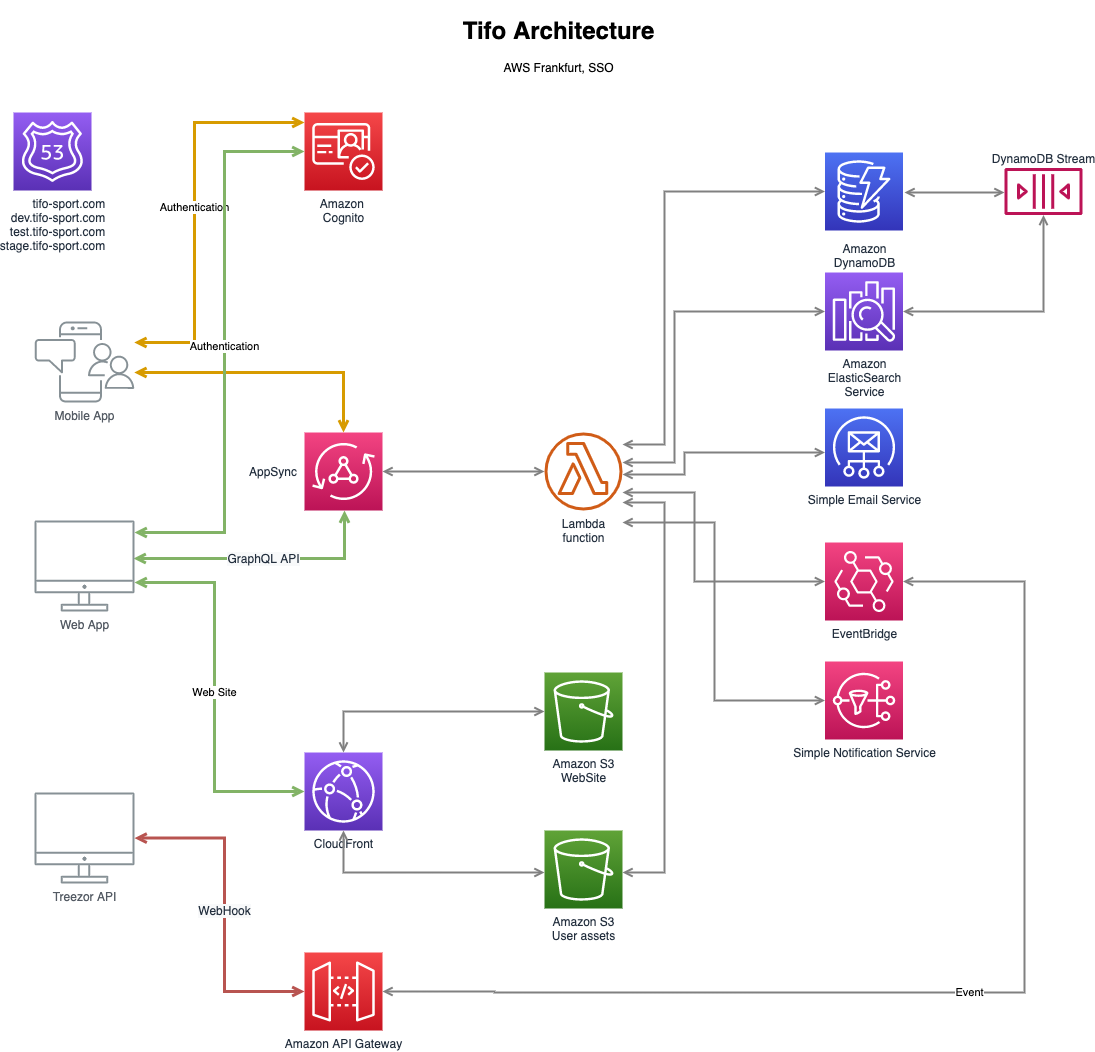 Tifo Architecture
AWS Frankfurt, SSO
53
tifo-sport.com
dev.tifo-sport.com
test.tifo-sport.com
stage.tifo-sport.com
Authentication
Amazon
Cognito
DynamoDB Stream
Amazon
DynamoDB
Authentication
Mobile App
Amazon
ElasticSearch
Service
AppSync
Lambda
function
Simple Email Service
GraphQL API
Web App
EventBridge
Web Site
Simple Notification Service
Amazon S3
WebSite
CloudFront
Treezor API
WebHook
Amazon S3
User assets
</>
Event
Amazon API Gateway